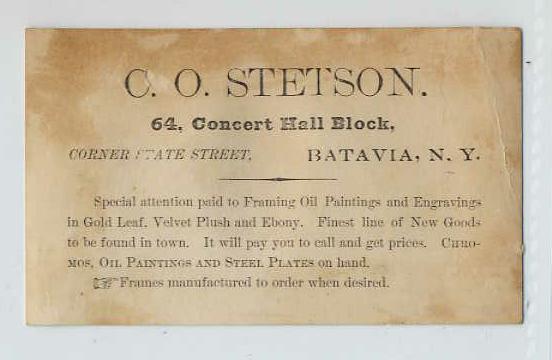 C. O. STETSON.
64, Concert Hall Block,
CORNER STATE STREET, BATAVIA, N. Y.
Special attention paid to Framing Oil Paintings and Engravings
in Gold Leaf, Velvet Plush and Ebony. Finest line of New Goods
to be found in town. It will pay you to call and get prices. CHRO-
MOS, OIL PAINTINGS AND STEEL PLATES on hand.
☞Frames manufactured to order when desired.